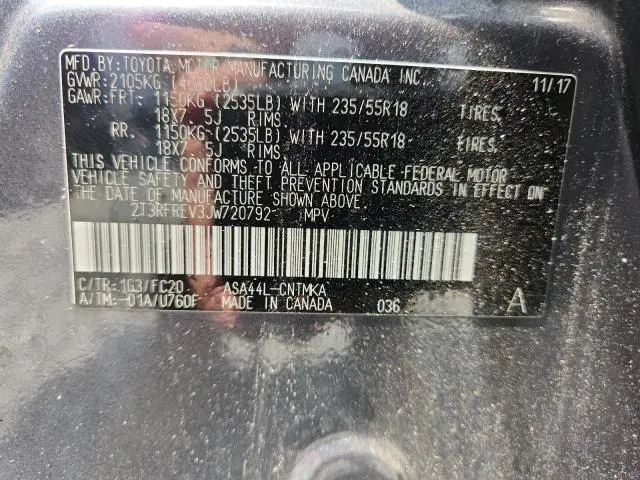 MFD. BY: TOYOTA MOTOR MANUFACTURING CANADA INC.
GVWR: 2105KG LB) 11/17
GAWR: FRT- 1150KG (2535LB) WITH 235/55R18 TIRES.
18X7. 5J RIMS.
RR. 1150KG (2535LB) WITH 235/55R18 TIRES.
18X7. 5J RIMS.
THIS VEHICLE CONFORMS TO ALL APPLICABLE FEDERAL MOTOR
VEHICLE SAFETY AND THEFT PREVENTION STANDARDS IN EFFECT ON
THE DATE OF MANUFACTURE SHOWN ABOVE.
2T3RFREV3JW720792 MPV
C/TR: 1G3/FC20 ASA44L-CNTMKA
A/TM: -01A/U760F MADE IN CANADA 036 A